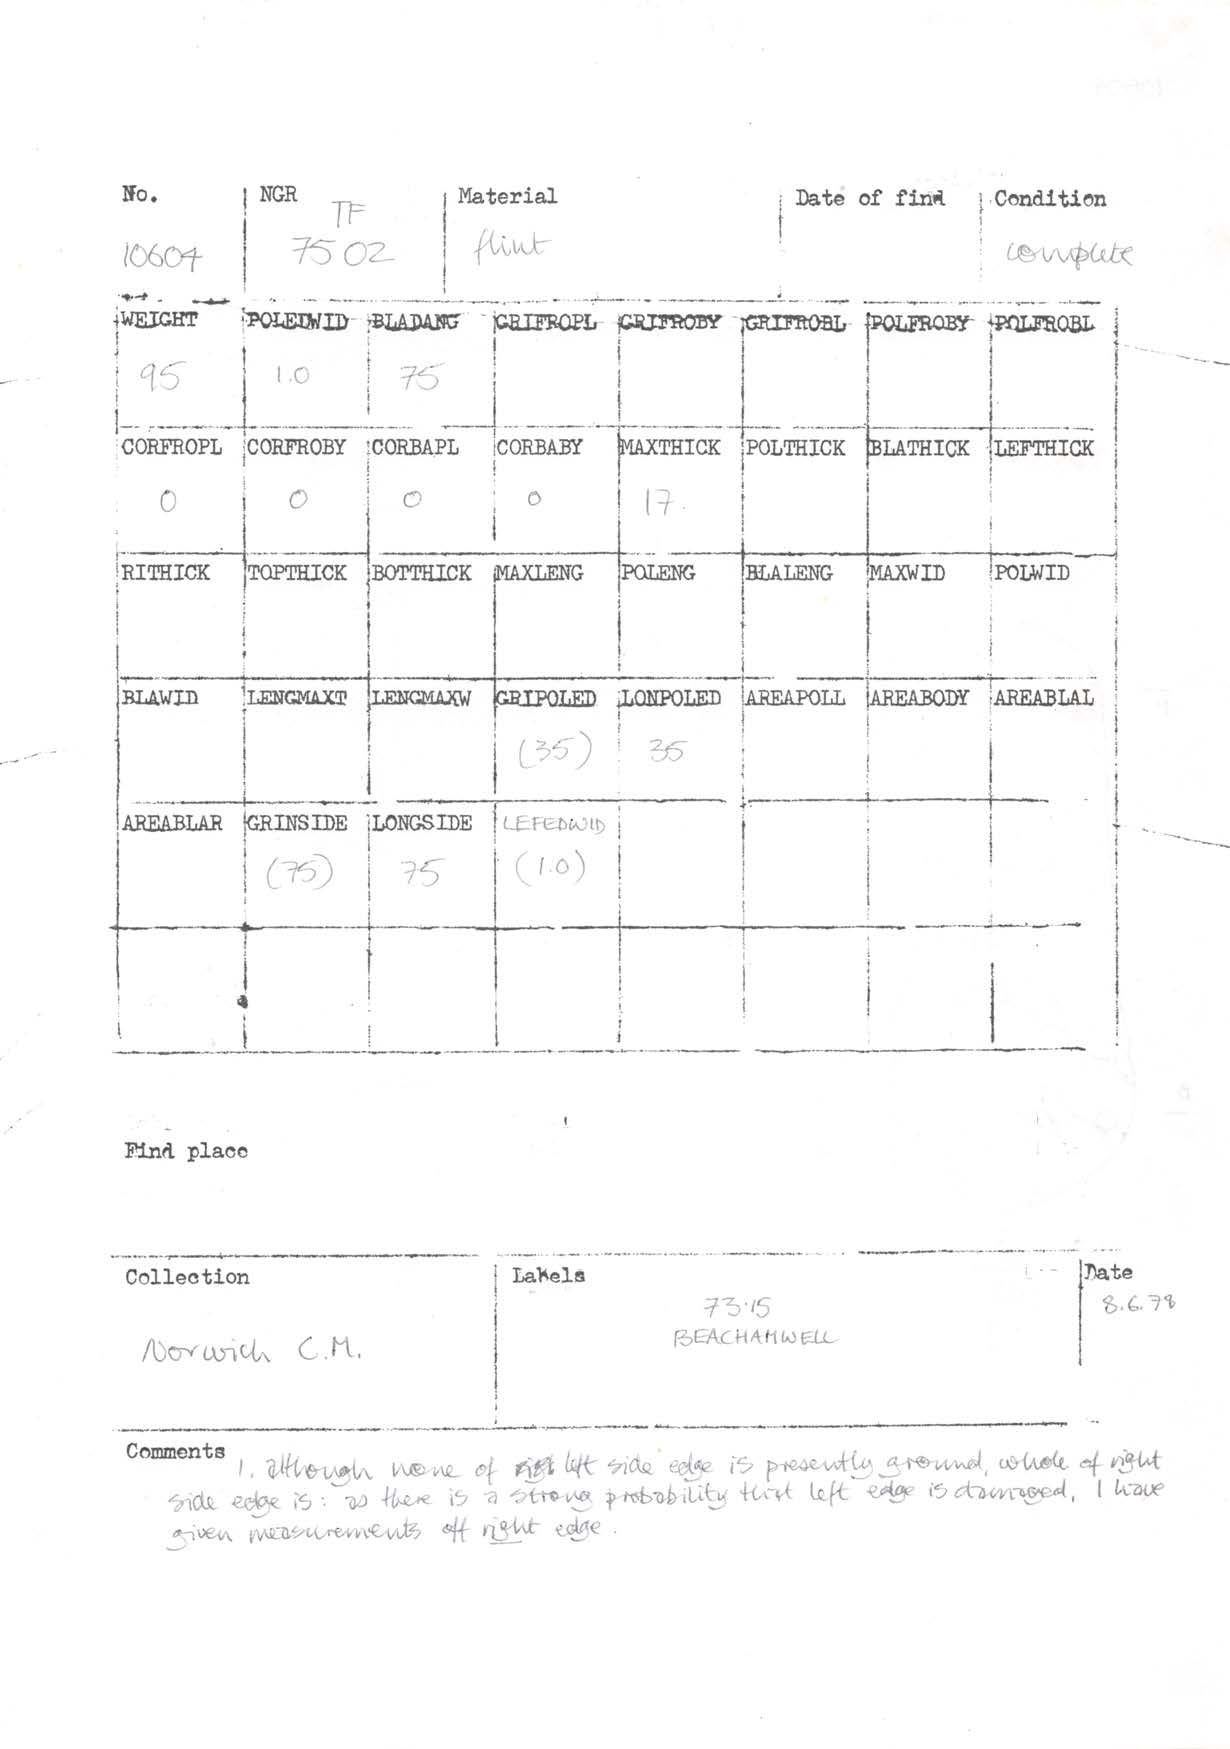 No. NGR Material Date of find Condition
TF
10604 7502 flint complete
WEIGHT POLEDWID BLADANG GRIFROPL GRIFROBY GRIFROBL POLFROBY POLFROBL
95 1.0 75
CORFROPL CORFROBY CORBAPL CORBABY MAXTHICK POLTHICK BLATHICK LEFTHICK
0 0 0 0 17.
RITHICK TOPTHICK BOTTHICK MAXLENG POLENG BLALENG MAXWID POLWID
BLAWID LENGMAXT LENGMAXW GRIPOLED LONPOLED AREAPOLL AREABODY AREABLAL
(35) 35
AREABLAR GRINSIDE LONGSIDE LEFEDWID
(75) 75 (1.0)
Find place
Collection Labels Date
73.15 8.6.78
BEACHAMWELL
Norwich C.M.
Comments
1. although none of left side edge is presently ground, whole of right
side edge is: as there is a strong probability that left edge is damaged, I have
given measurements off right edge.